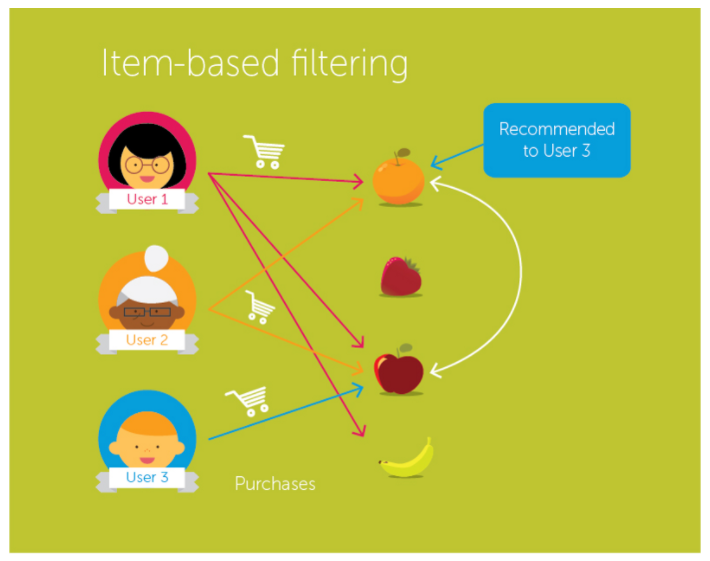 Item-based filtering
Recommended
to User 3
User 1
User 2
User 3
Purchases